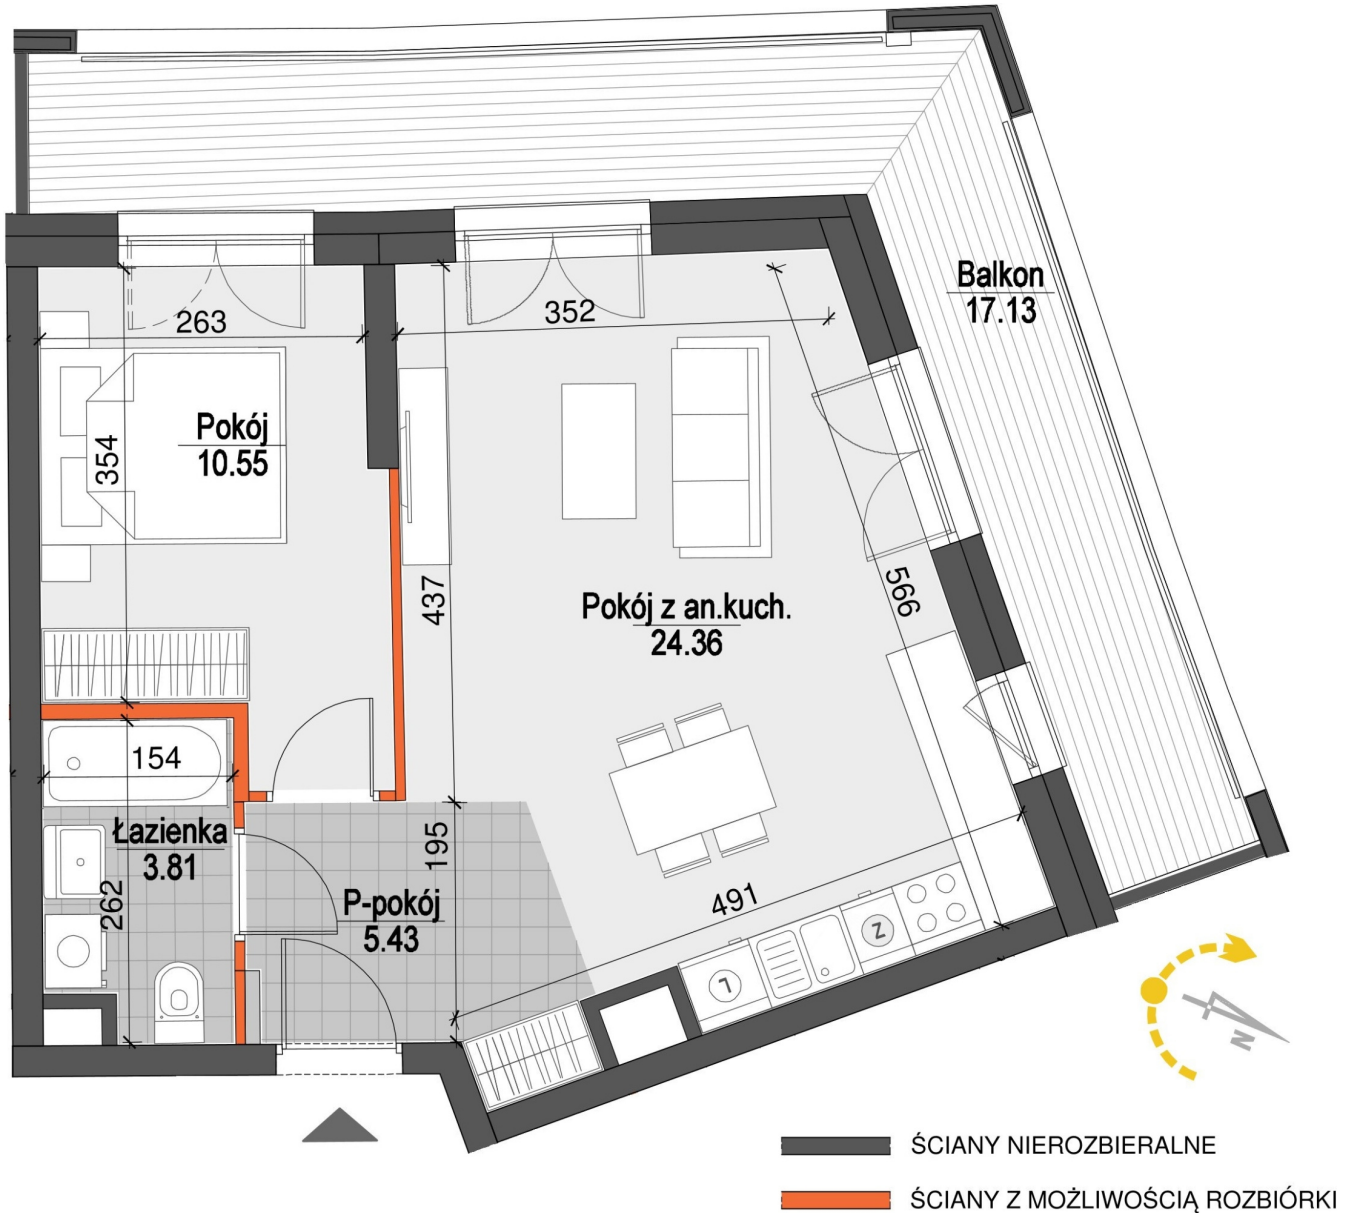 Balkon
17.13
263
352
Pokój
10.55
354
437
566
Pokój z an.kuch.
24.36
154
Łazienka
3.81
262
195
P-pokój
5.43
491
L
Z
N
ŚCIANY NIEROZBIERALNE
ŚCIANY Z MOŻLIWOŚCIĄ ROZBIÓRKI